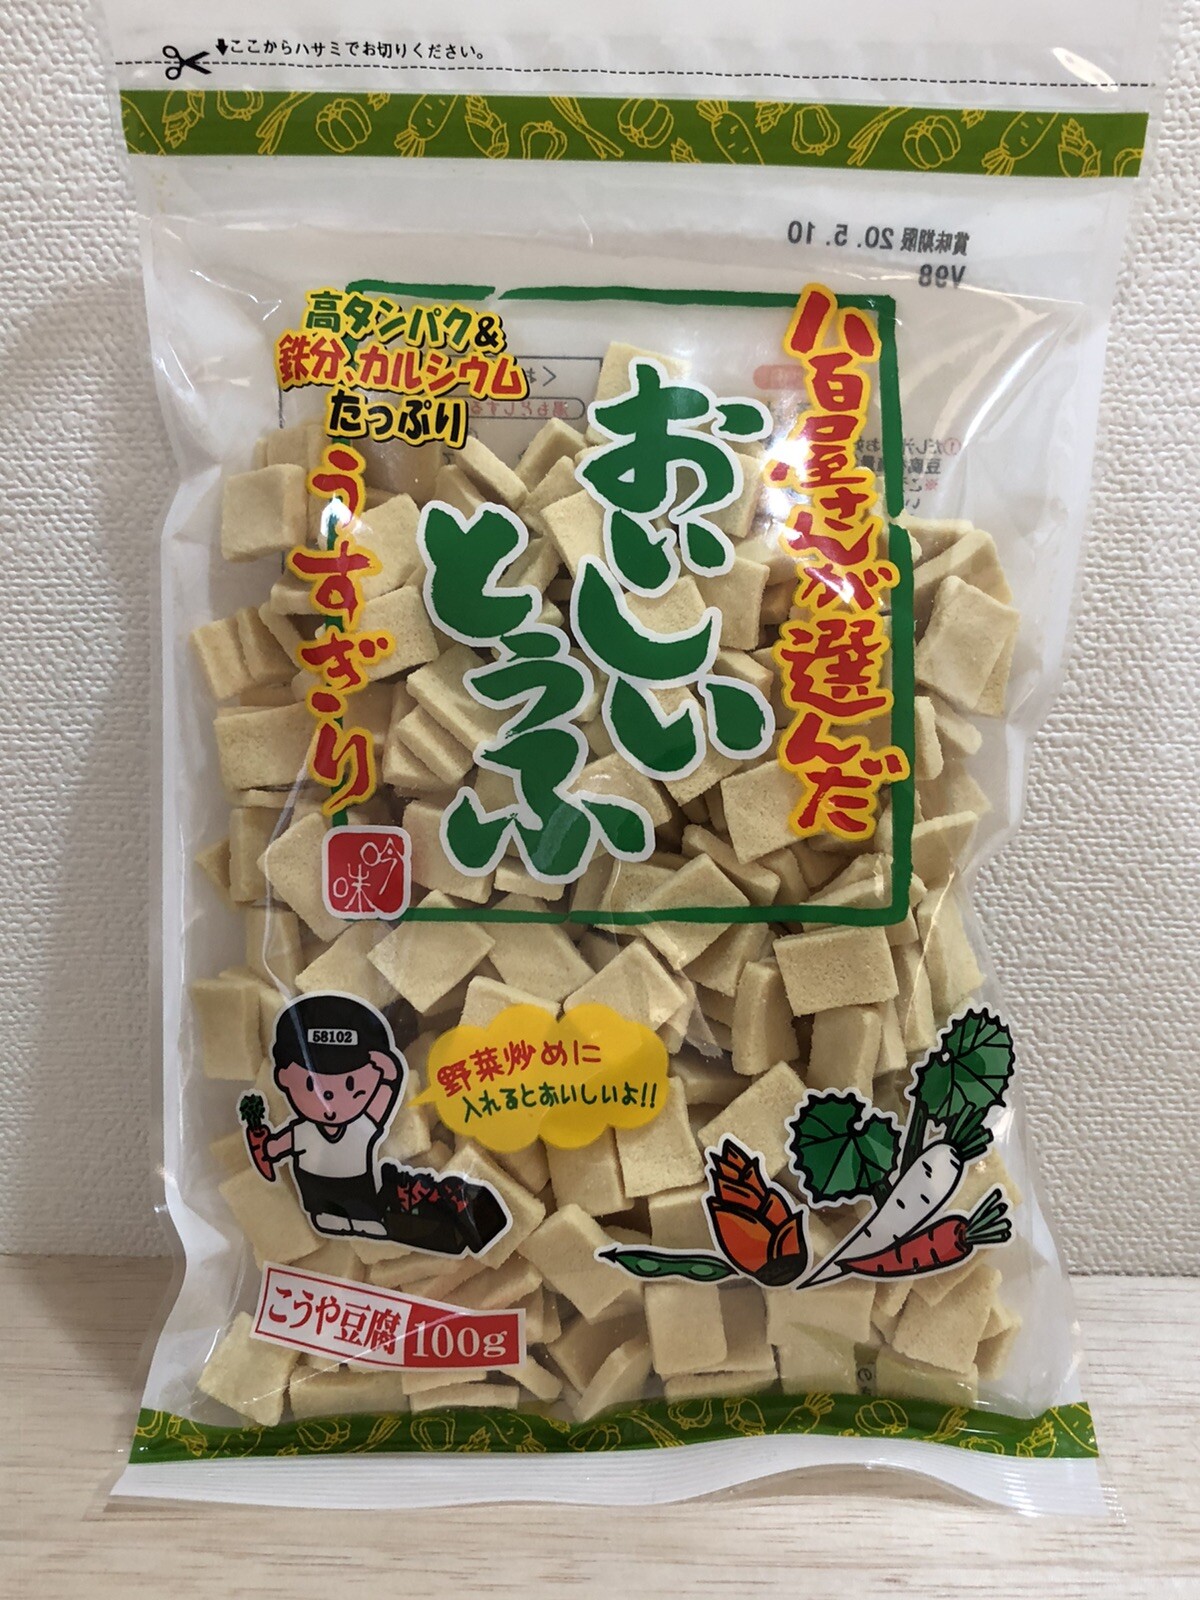 ここからハサミでお切りください。
賞味期限 20. 5. 10
V98
高タンパク&
鉄分、カルシウム
たっぷり
八百屋さんが選んだ
おいしい
とうふ
うすぎり
吟味
58102
野菜炒めに
入れるとおいしいよ!!
こうや豆腐 100g